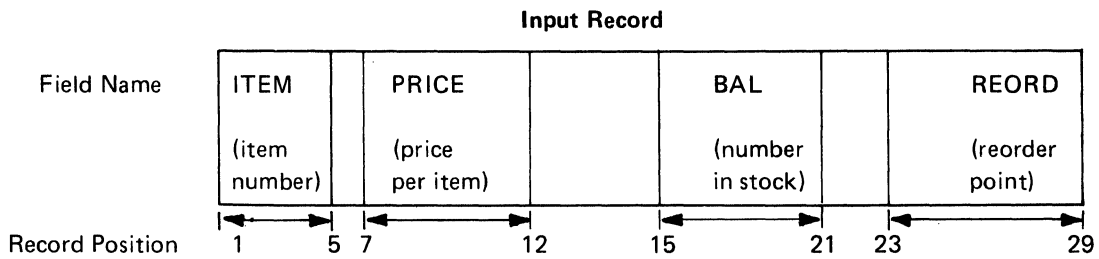 Input Record
Field Name ITEM PRICE BAL REORD
(item (price (number (reorder
number) per item) in stock) point)
Record Position 1 5 7 12 15 21 23 29